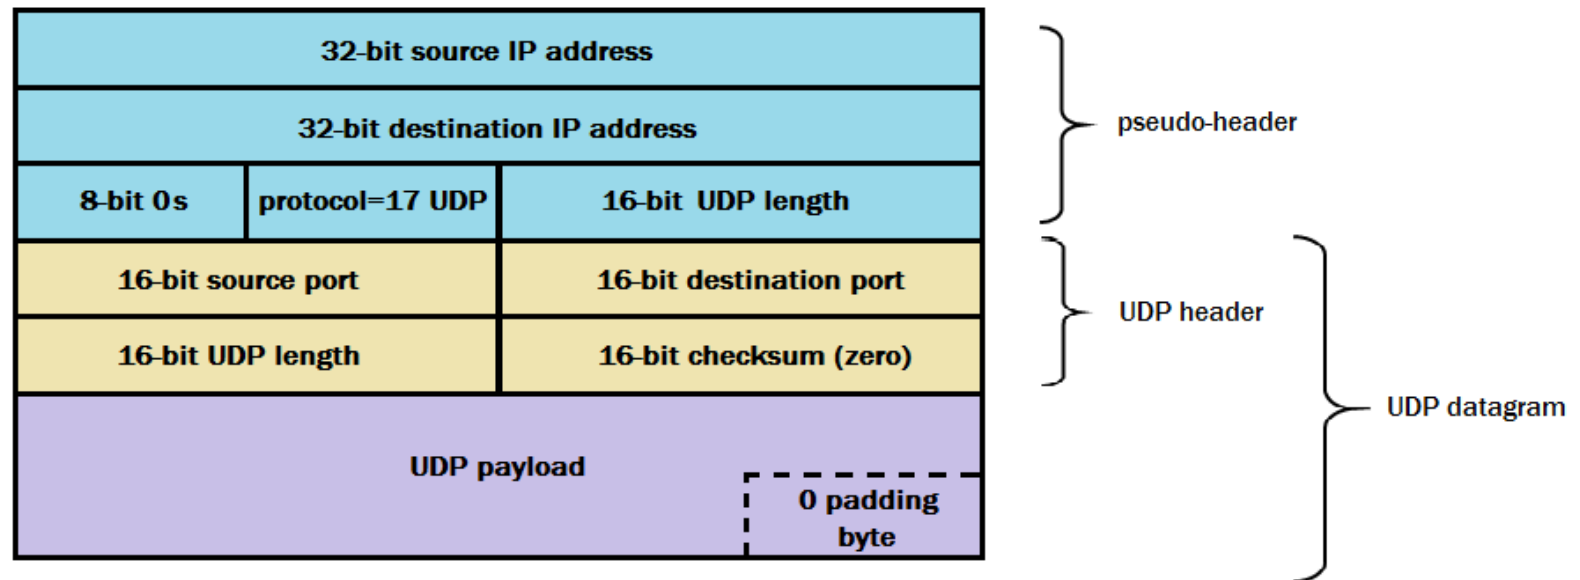 32-bit source IP address
32-bit destination IP address
pseudo-header
8-bit 0s
protocol=17 UDP
16-bit UDP length
16-bit source port
16-bit destination port
UDP header
16-bit UDP length
16-bit checksum (zero)
UDP datagram
UDP payload
0 padding
byte